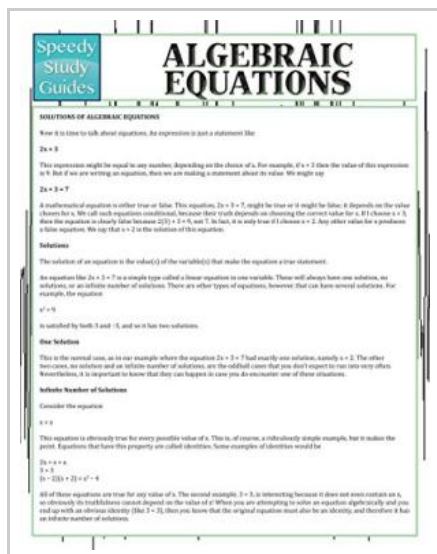 Speedy
Study
Guides
ALGEBRAIC
EQUATIONS
SOLUTIONS OF ALGEBRAIC EQUATIONS
Now it is time to talk about equations. An expression is just a statement like
2x + 3
This expression might be equal to any number, depending on the choice of x. For example, if x = 3 then the value of this expression
is 9. But if we are writing an equation, then we are making a statement about its value. We might say
2x + 3 = 7
A mathematical equation is either true or false. This equation, 2x + 3 = 7, might be true or it might be false; it depends on the value
chosen for x. We call such equations conditional, because their truth depends on choosing the correct value for x. If I choose x = 3,
then the equation is clearly false because 2(3) + 3 = 9, not 7. In fact, it is only true if I choose x = 2. Any other value for x produces
a false equation. We say that x = 2 is the solution of this equation.
Solutions
The solution of an equation is the value(s) of the variable(s) that make the equation a true statement.
An equation like 2x + 3 = 7 is a simple type called a linear equation in one variable. These will always have one solution, no
solutions, or an infinite number of solutions. There are other types of equations, however, that can have several solutions. For
example, the equation
x² = 9
is satisfied by both 3 and -3, and so it has two solutions.
One Solution
This is the normal case, as in our example where the equation 2x + 3 = 7 had exactly one solution, namely x = 2. The other
two cases, no solution and an infinite number of solutions, are the oddball cases that you don't expect to run into very often.
Nevertheless, it is important to know that they can happen in case you do encounter one of these situations.
Infinite Number of Solutions
Consider the equation
x = x
This equation is obviously true for every possible value of x. This is, of course, a ridiculously simple example, but it makes the
point. Equations that have this property are called identities. Some examples of identities would be
2x = x + x
3 = 3
(x – 2)(x + 2) = x² – 4
All of these equations are true for any value of x. The second example, 3 = 3, is interesting because it does not even contain an x,
so obviously its truthfulness cannot depend on the value of x! When you are attempting to solve an equation algebraically and you
end up with an obvious identity (like 3 = 3), then you know that the original equation must also be an identity, and therefore it has
an infinite number of solutions.